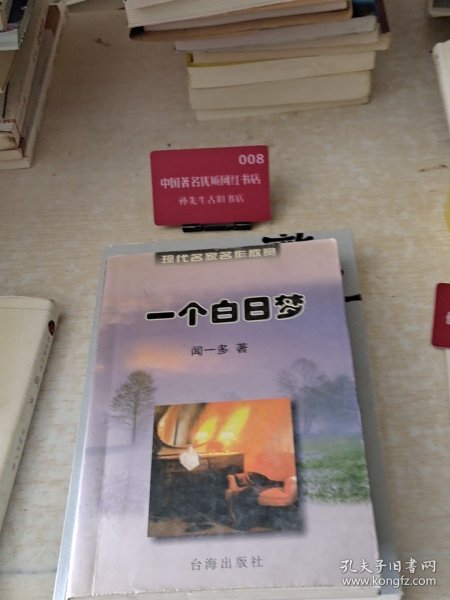 008
中国著名优质网红书店
孙先生古旧书店
现代名家名作欣赏
一个白日梦
闻一多 著
台海出版社
孔夫子旧书网
www.kongfz.com